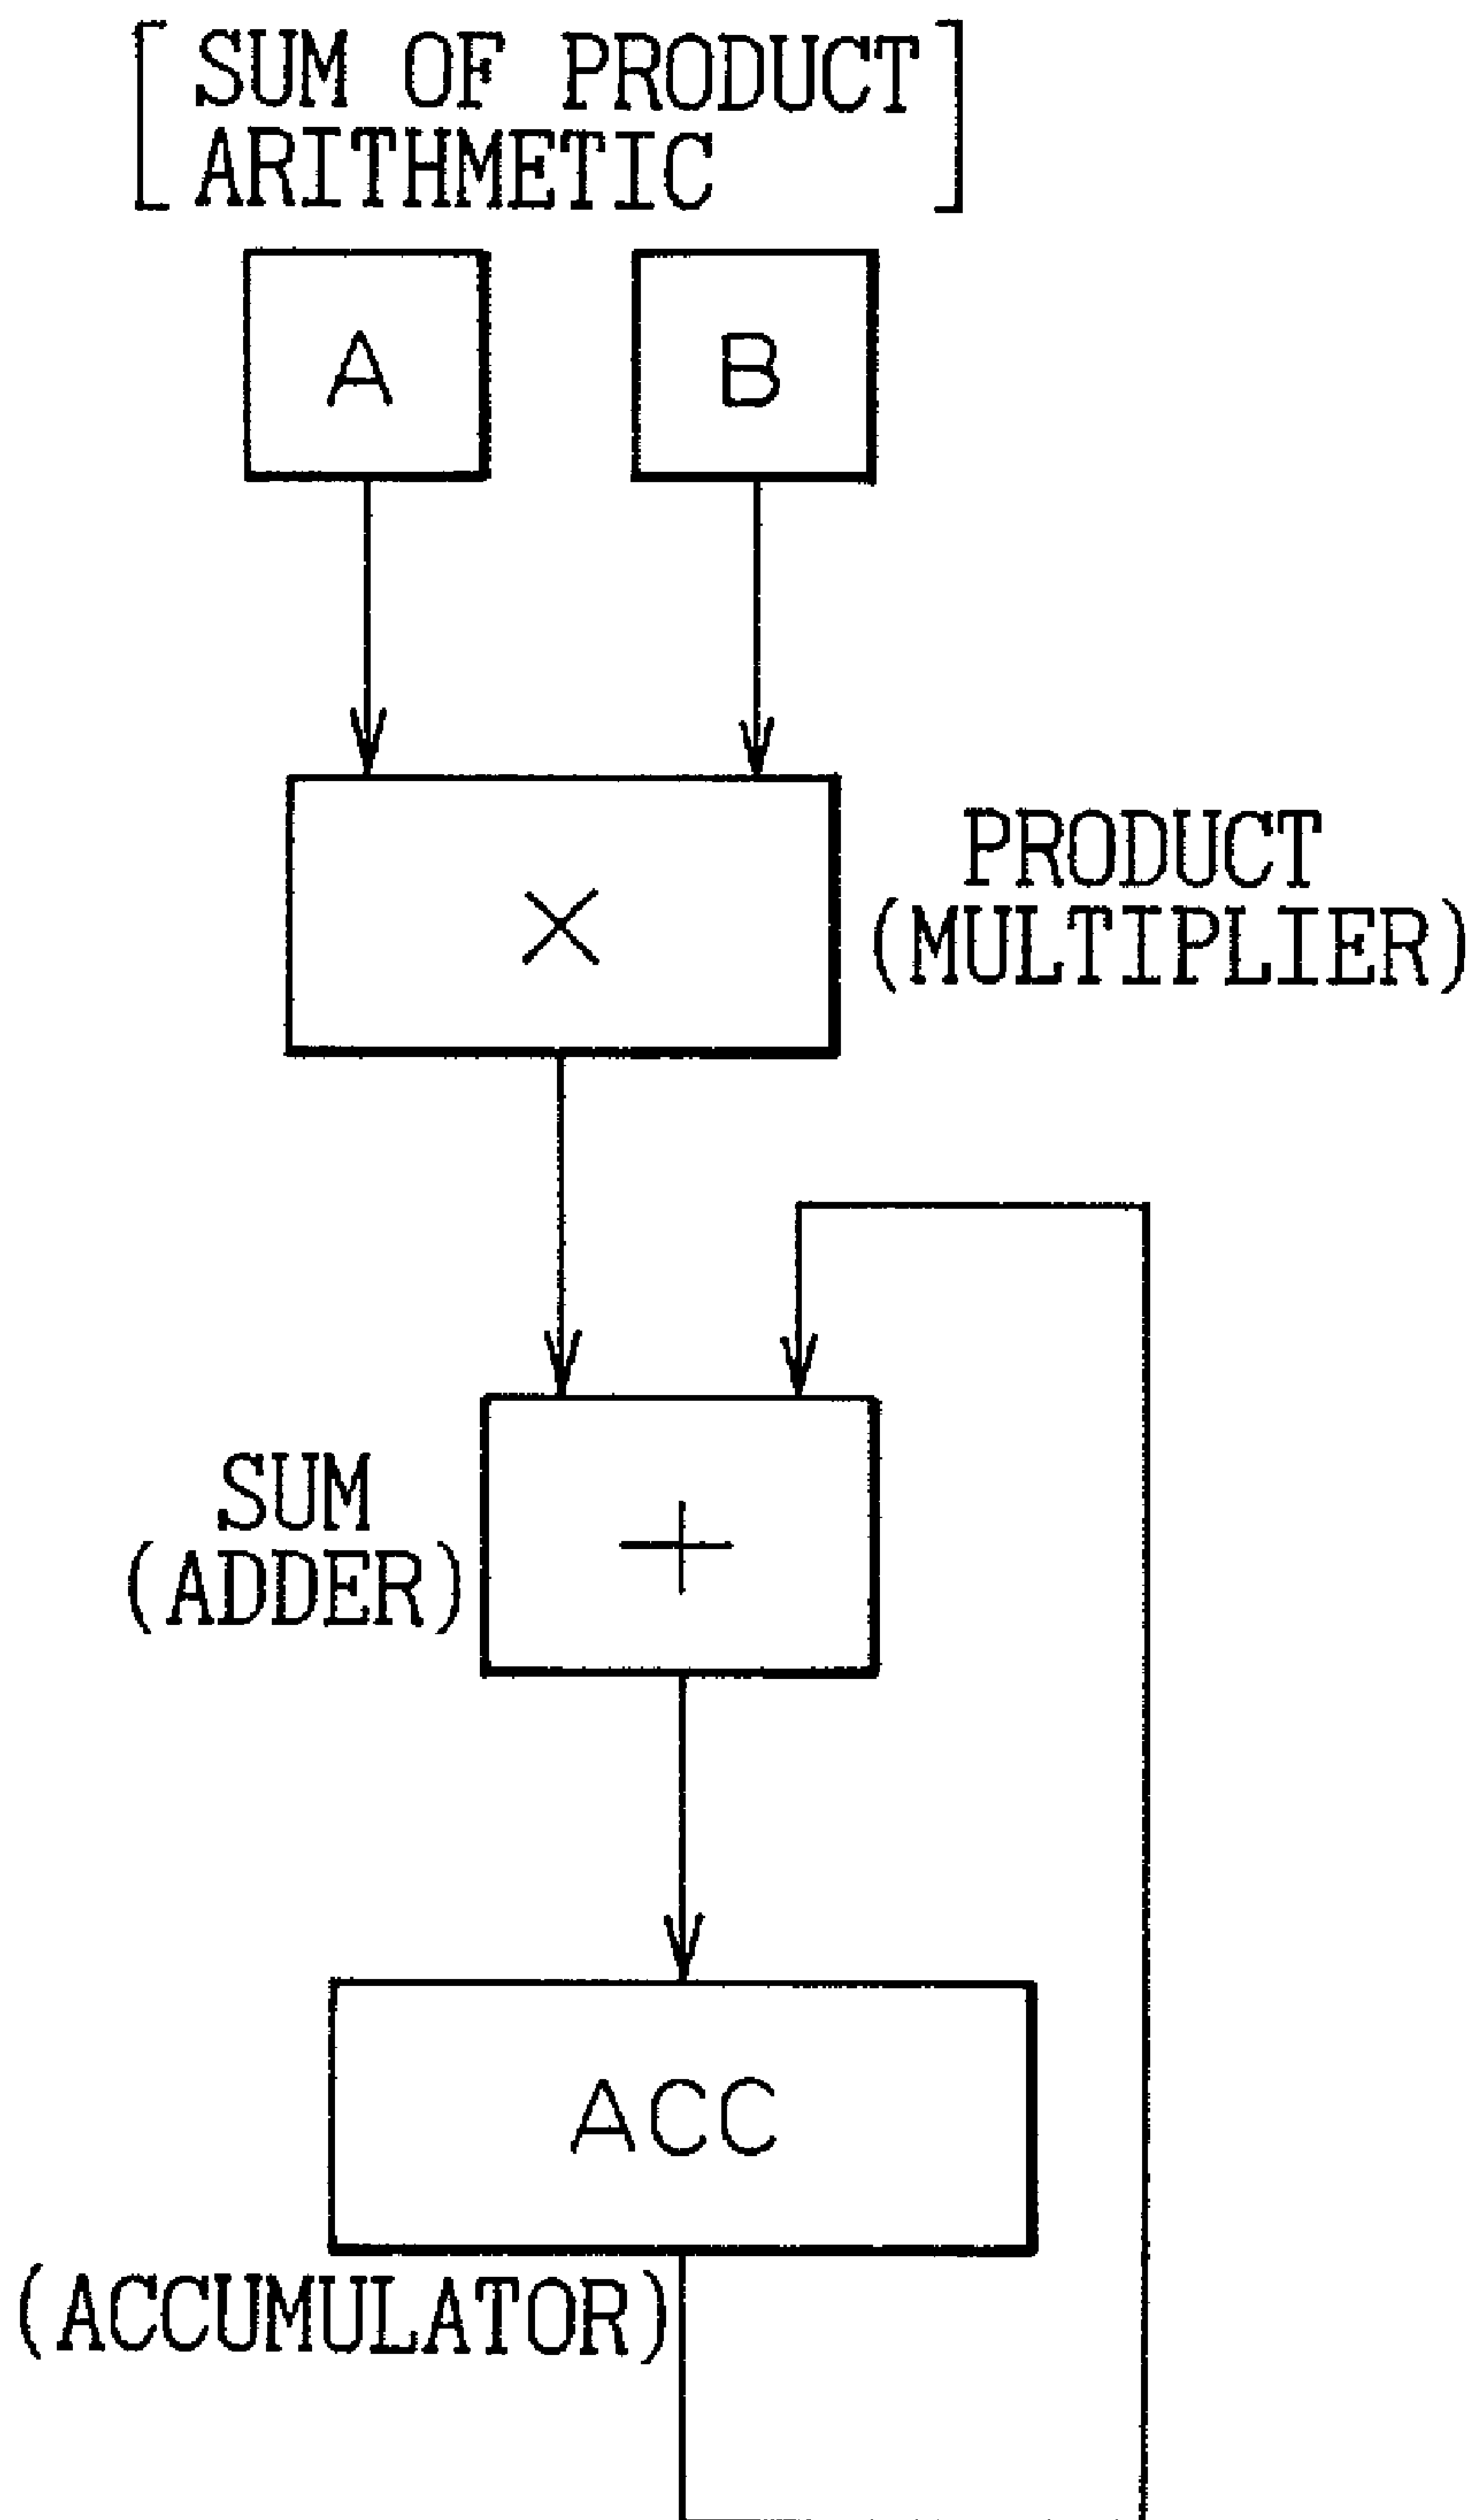 [SUM OF PRODUCT
ARITHMETIC]
A
B
×
PRODUCT
(MULTIPLIER)
SUM
(ADDER)
+
ACC
(ACCUMULATOR)